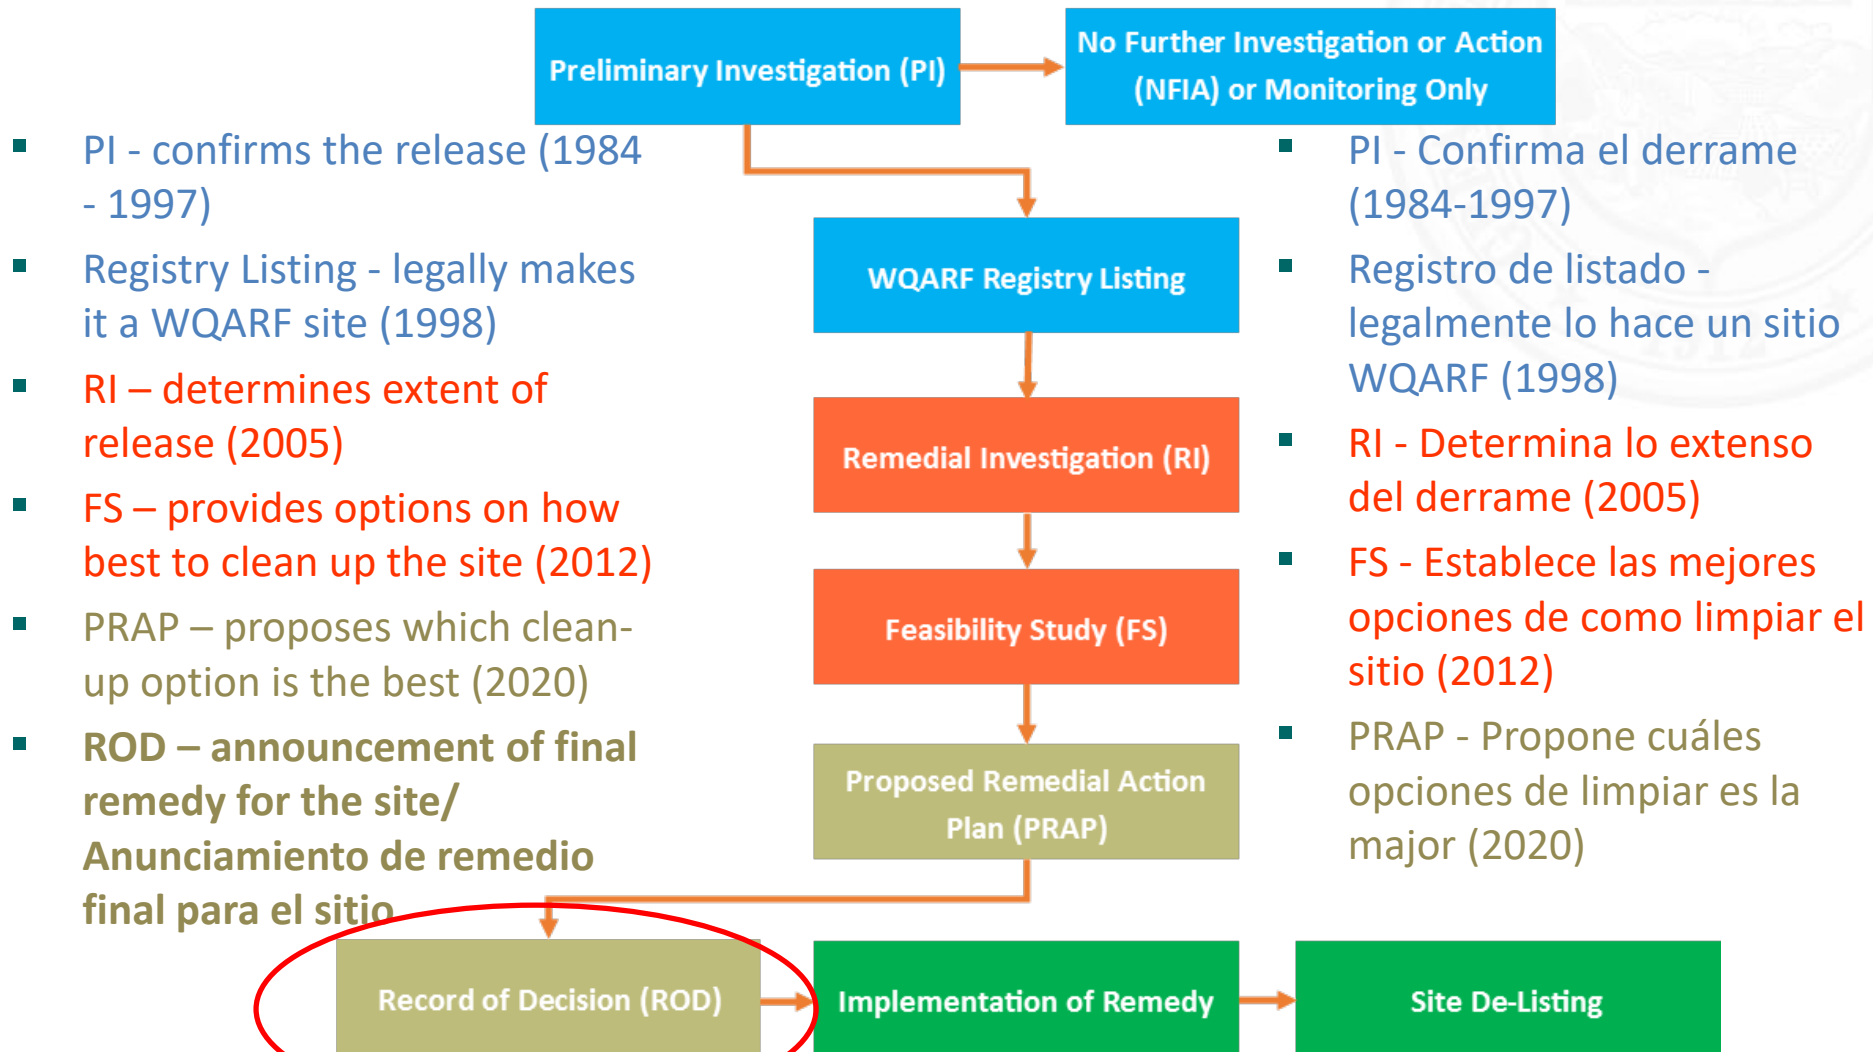 Preliminary Investigation (PI)
No Further Investigation or Action
(NFIA) or Monitoring Only
▪ PI - confirms the release (1984
- 1997)
▪ Registry Listing - legally makes
it a WQARF site (1998)
▪ RI – determines extent of
release (2005)
▪ FS – provides options on how
best to clean up the site (2012)
▪ PRAP – proposes which clean-
up option is the best (2020)
▪ ROD – announcement of final
remedy for the site/
Anunciamiento de remedio
final para el sitio
WQARF Registry Listing
Remedial Investigation (RI)
Feasibility Study (FS)
Proposed Remedial Action
Plan (PRAP)
▪ PI - Confirma el derrame
(1984-1997)
▪ Registro de listado -
legalmente lo hace un sitio
WQARF (1998)
▪ RI - Determina lo extenso
del derrame (2005)
▪ FS - Establece las mejores
opciones de como limpiar el
sitio (2012)
▪ PRAP - Propone cuáles
opciones de limpiar es la
major (2020)
Record of Decision (ROD)
Implementation of Remedy
Site De-Listing
1912